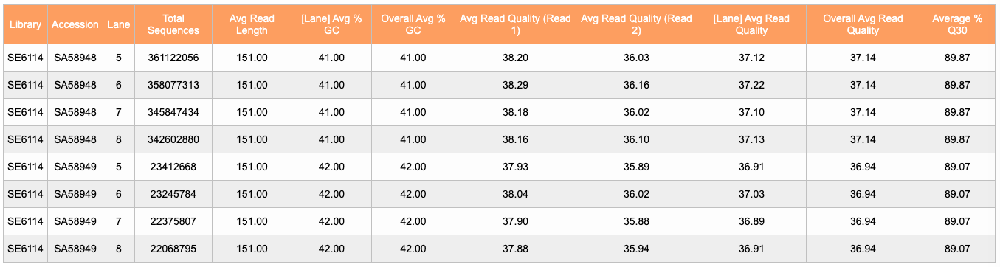 Library Accession Lane Total Sequences Avg Read Length [Lane] Avg % GC Overall Avg % GC Avg Read Quality (Read 1) Avg Read Quality (Read 2) [Lane] Avg Read Quality Overall Avg Read Quality Average % Q30
SE6114 SA58948 5 361122056 151.00 41.00 41.00 38.20 36.03 37.12 37.14 89.87
SE6114 SA58948 6 358077313 151.00 41.00 41.00 38.29 36.16 37.22 37.14 89.87
SE6114 SA58948 7 345847434 151.00 41.00 41.00 38.18 36.02 37.10 37.14 89.87
SE6114 SA58948 8 342602880 151.00 41.00 41.00 38.16 36.10 37.13 37.14 89.87
SE6114 SA58949 5 23412668 151.00 42.00 42.00 37.93 35.89 36.91 36.94 89.07
SE6114 SA58949 6 23245784 151.00 42.00 42.00 38.04 36.02 37.03 36.94 89.07
SE6114 SA58949 7 22375807 151.00 42.00 42.00 37.90 35.88 36.89 36.94 89.07
SE6114 SA58949 8 22068795 151.00 42.00 42.00 37.88 35.94 36.91 36.94 89.07